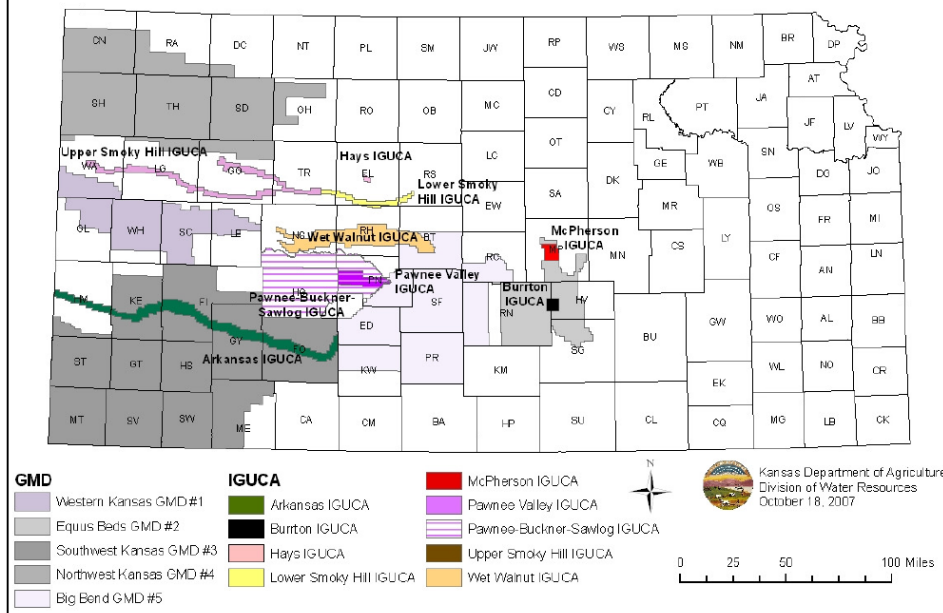 CN RA DC NT PL SM JW RP WS MS NM BR DP
SH TH SD OH RO OB MC CD CY RL PT JA AT
LC OT JF LV WY
Upper Smoky Hill IGUCA Hays IGUCA
WA LG GO TR EL RS Lower Smoky Hill IGUCA
EW SA DK GE WB SN DG JO
MR OS FR MI
GL WH SC LE NS RH BT
Wet Walnut IGUCA
RC McPherson IGUCA
MP MN CS LY CF AN LN
Pawnee Valley IGUCA
HG PN
Pawnee-Buckner-Sawlog IGUCA
Burrton IGUCA
KE FI ED SF RN HV
BU GW WO AL BB
Arkansas IGUCA
GY FO
ST GT HS KW PR KM SG EK WL NO CR
MT SV SW ME CA CM BA HP SU CL CQ MG LB CK
GMD
Western Kansas GMD #1
Equus Beds GMD #2
Southwest Kansas GMD #3
Northwest Kansas GMD #4
Big Bend GMD #5
IGUCA
Arkansas IGUCA
Burrton IGUCA
Hays IGUCA
Lower Smoky Hill IGUCA
McPherson IGUCA
Pawnee Valley IGUCA
Pawnee-Buckner-Sawlog IGUCA
Upper Smoky Hill IGUCA
Wet Walnut IGUCA
N
Kansas Department of Agriculture
Division of Water Resources
October 18, 2007
0 25 50 100 Miles